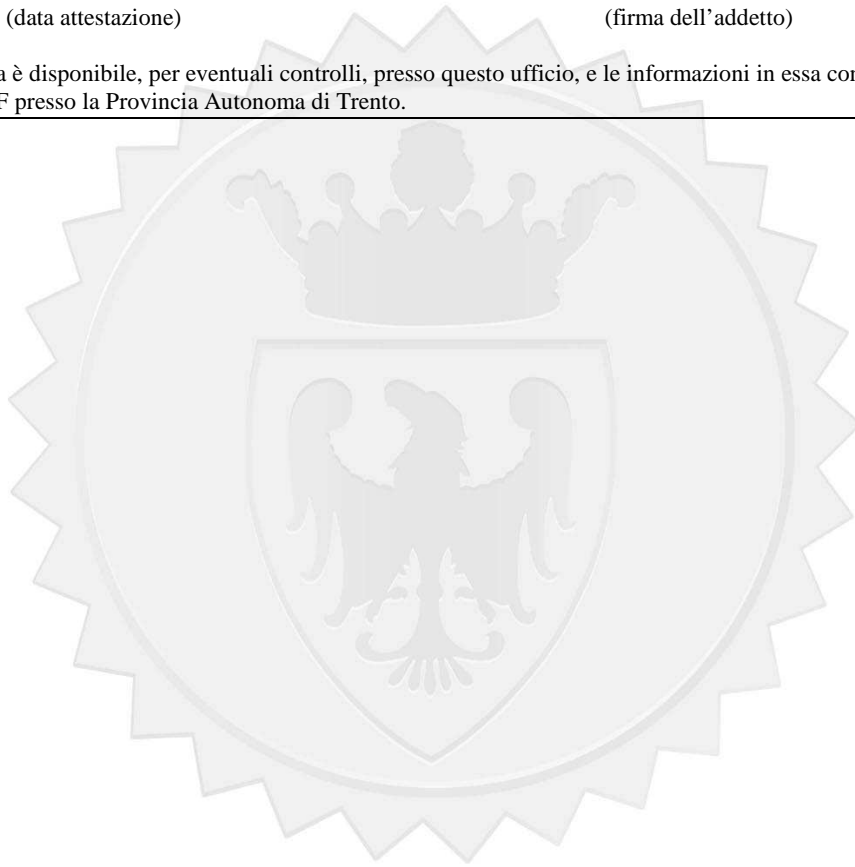 (data attestazione) (firma dell’addetto)
a è disponibile, per eventuali controlli, presso questo ufficio, e le informazioni in essa con
F presso la Provincia Autonoma di Trento.